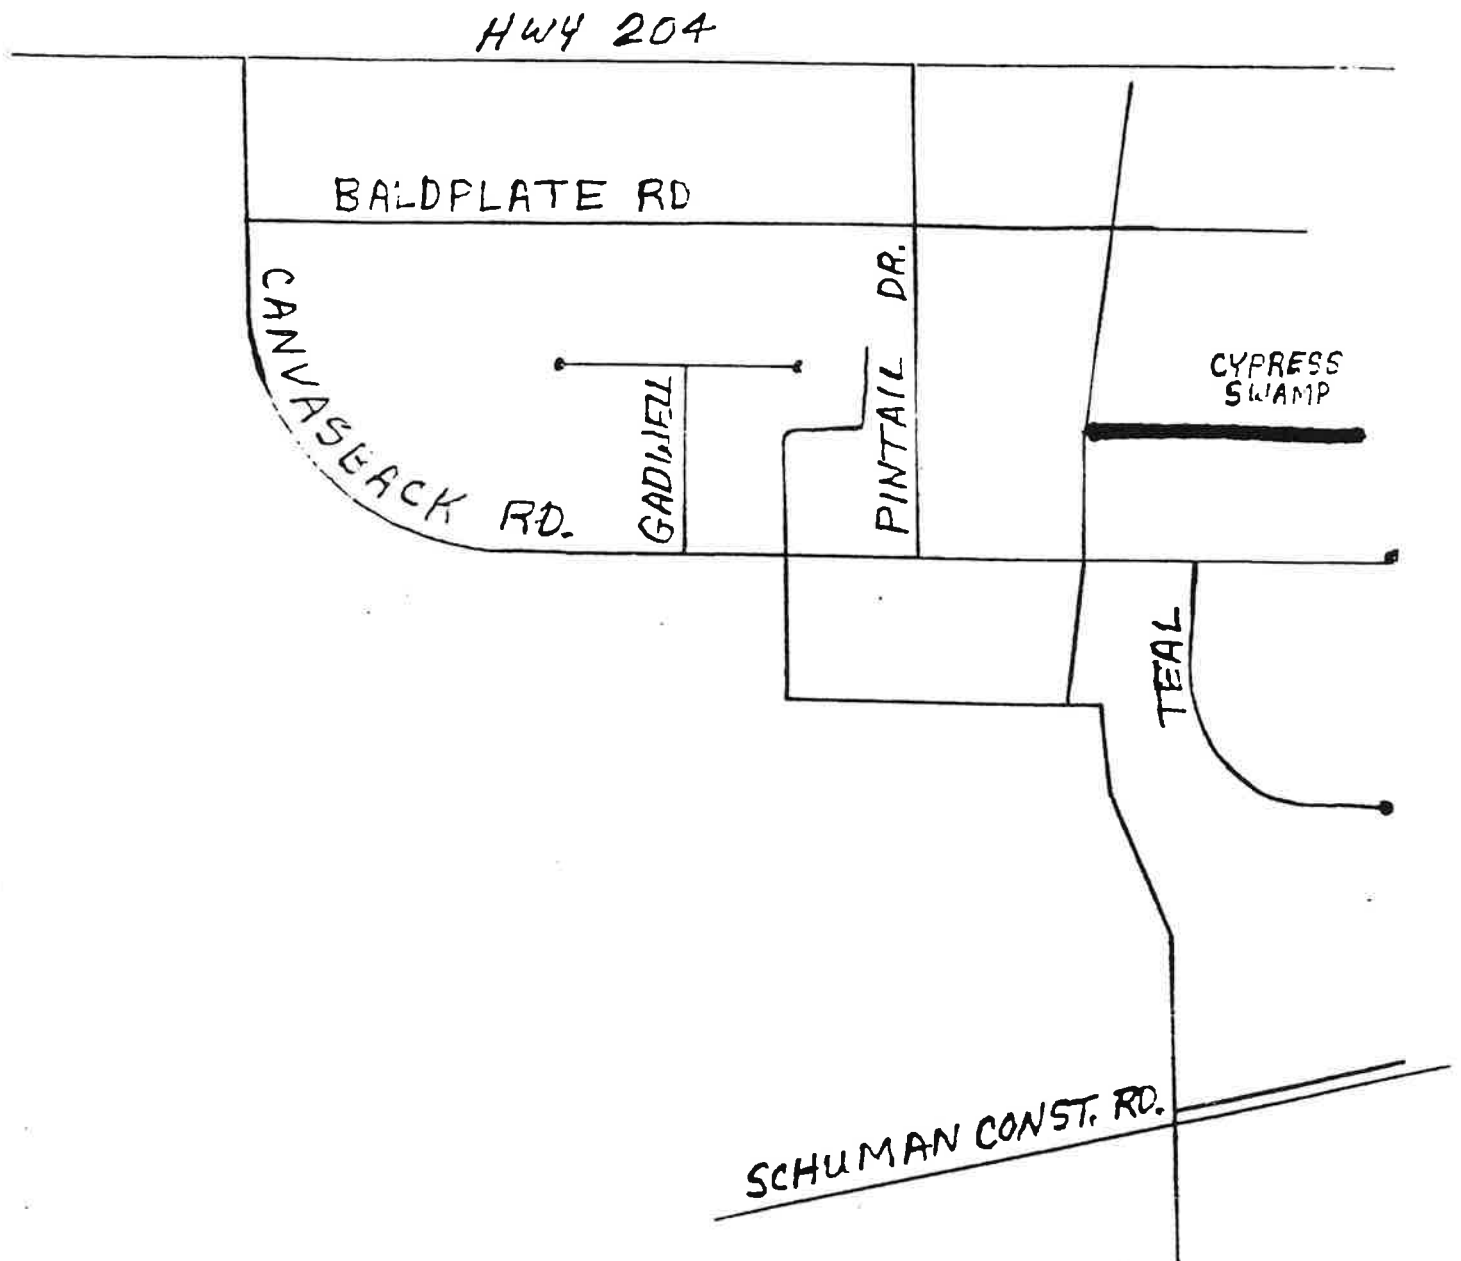 HWY 204
BALDPLATE RD
CANVASBACK RD.
GADWELL
PINTAIL DR.
CYPRESS
SWAMP
TEAL
SCHUMAN CONST. RD.